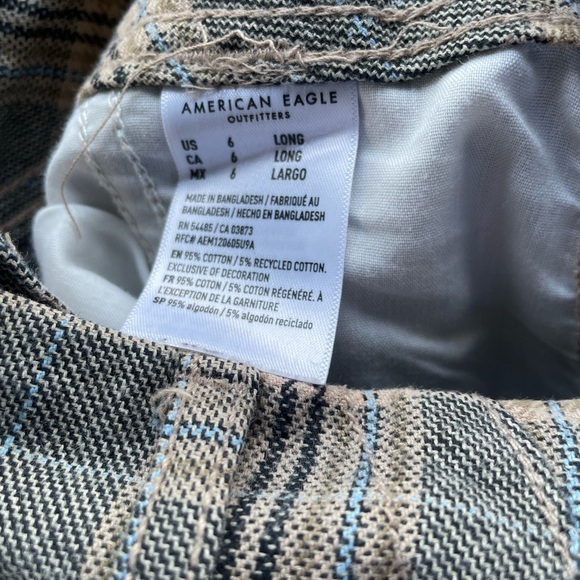 AMERICAN EAGLE
OUTFITTERS
US 6 LONG
CA 6 LONG
MX 6 LARGO
MADE IN BANGLADESH / FABRIQUÉ AU
BANGLADESH / HECHO EN BANGLADESH
RN 54485 / CA 03873
RFC# AEM120605U9A
EN 95% COTTON / 5% RECYCLED COTTON.
EXCLUSIVE OF DECORATION
FR 95% COTON / 5% COTON RÉGÉNÉRÉ. À
L'EXCEPTION DE LA GARNITURE
SP 95% algodón / 5% algodón reciclado